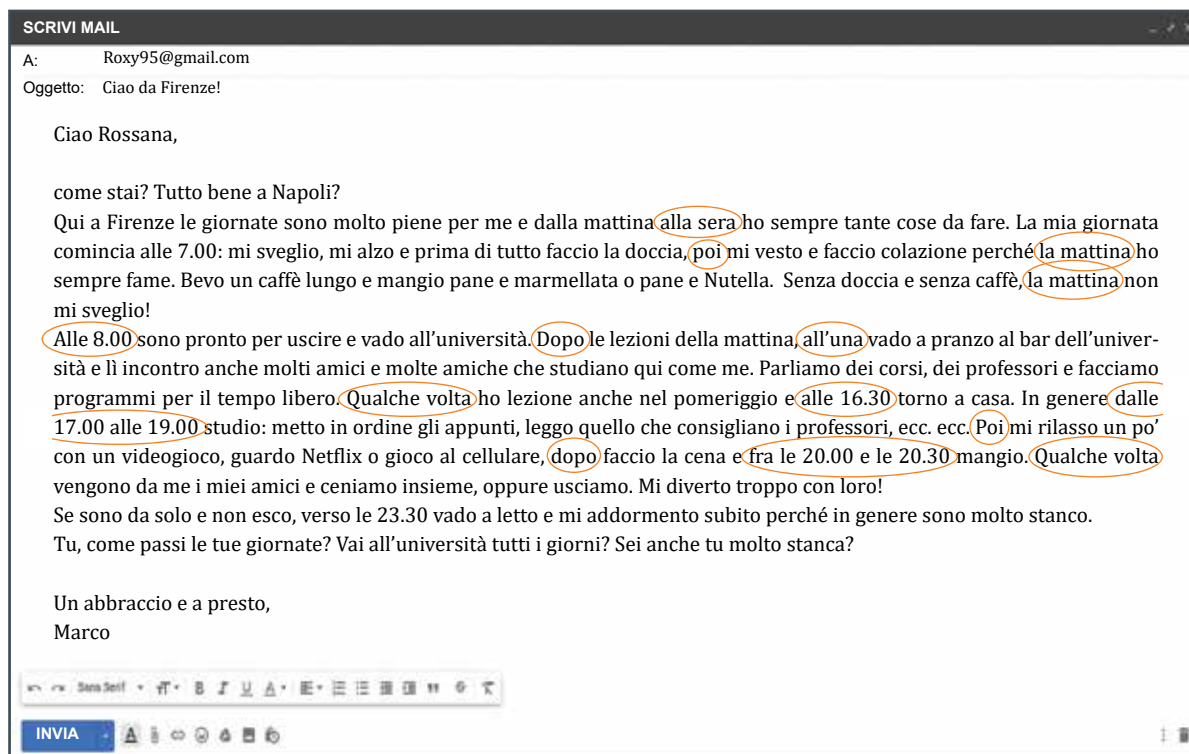 SCRIVI MAIL
A: Roxy95@gmail.com
Oggetto: Ciao da Firenze!
Ciao Rossana,
come stai? Tutto bene a Napoli?
Qui a Firenze le giornate sono molto piene per me e dalla mattina alla sera ho sempre tante cose da fare. La mia giornata
comincia alle 7.00: mi sveglio, mi alzo e prima di tutto faccio la doccia, poi mi vesto e faccio colazione perché la mattina ho
sempre fame. Bevo un caffè lungo e mangio pane e marmellata o pane e Nutella. Senza doccia e senza caffè, la mattina non
mi sveglio!
Alle 8.00 sono pronto per uscire e vado all'università. Dopo le lezioni della mattina, all'una vado a pranzo al bar dell'univer-
sità e lì incontro anche molti amici e molte amiche che studiano qui come me. Parliamo dei corsi, dei professori e facciamo
programmi per il tempo libero. Qualche volta ho lezione anche nel pomeriggio e alle 16.30 torno a casa. In genere dalle
17.00 alle 19.00 studio: metto in ordine gli appunti, leggo quello che consigliano i professori, ecc. ecc. Poi mi rilasso un po'
con un videogioco, guardo Netflix o gioco al cellulare, dopo faccio la cena e fra le 20.00 e le 20.30 mangio. Qualche volta
vengono da me i miei amici e ceniamo insieme, oppure usciamo. Mi diverto troppo con loro!
Se sono da solo e non esco, verso le 23.30 vado a letto e mi addormento subito perché in genere sono molto stanco.
Tu, come passi le tue giornate? Vai all'università tutti i giorni? Sei anche tu molto stanca?
Un abbraccio e a presto,
Marco
Sans Serif
INVIA